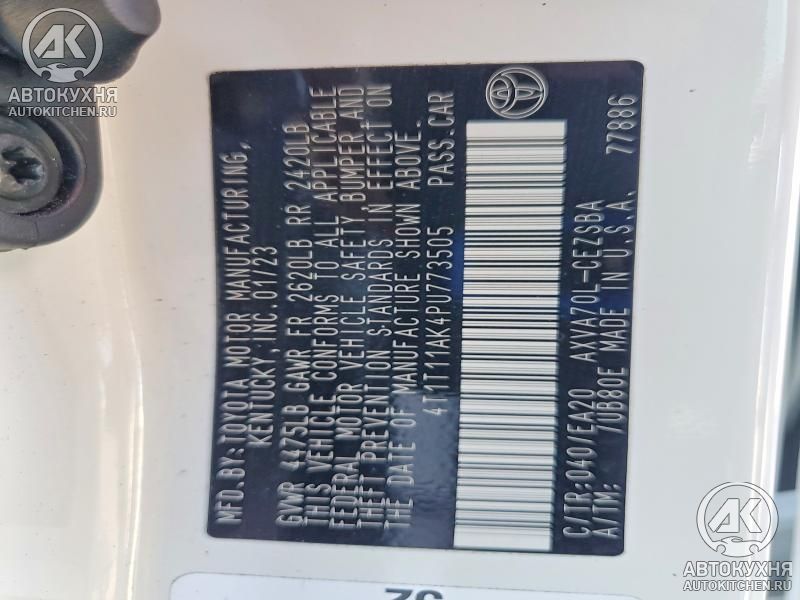 AK
АВТОКУХНЯ
AUTOKITCHEN.RU
MFD.BY:TOYOTA MOTOR MANUFACTURING,
KENTUCKY, INC. 01/23
GVWR 4475LB GAWR FR 2620LB RR 2420LB
THIS VEHICLE CONFORMS TO ALL APPLICABLE
FEDERAL MOTOR VEHICLE SAFETY, BUMPER, AND
THEFT PREVENTION STANDARDS IN EFFECT ON
THE DATE OF MANUFACTURE SHOWN ABOVE.
4T1T11AK4PU773505 PASS.CAR
C/TR:040/EA20 AXVA70L-CEZSBA
A/TM: /UB80E MADE IN U.S.A. 77886
AK
АВТОКУХНЯ
AUTOKITCHEN.RU